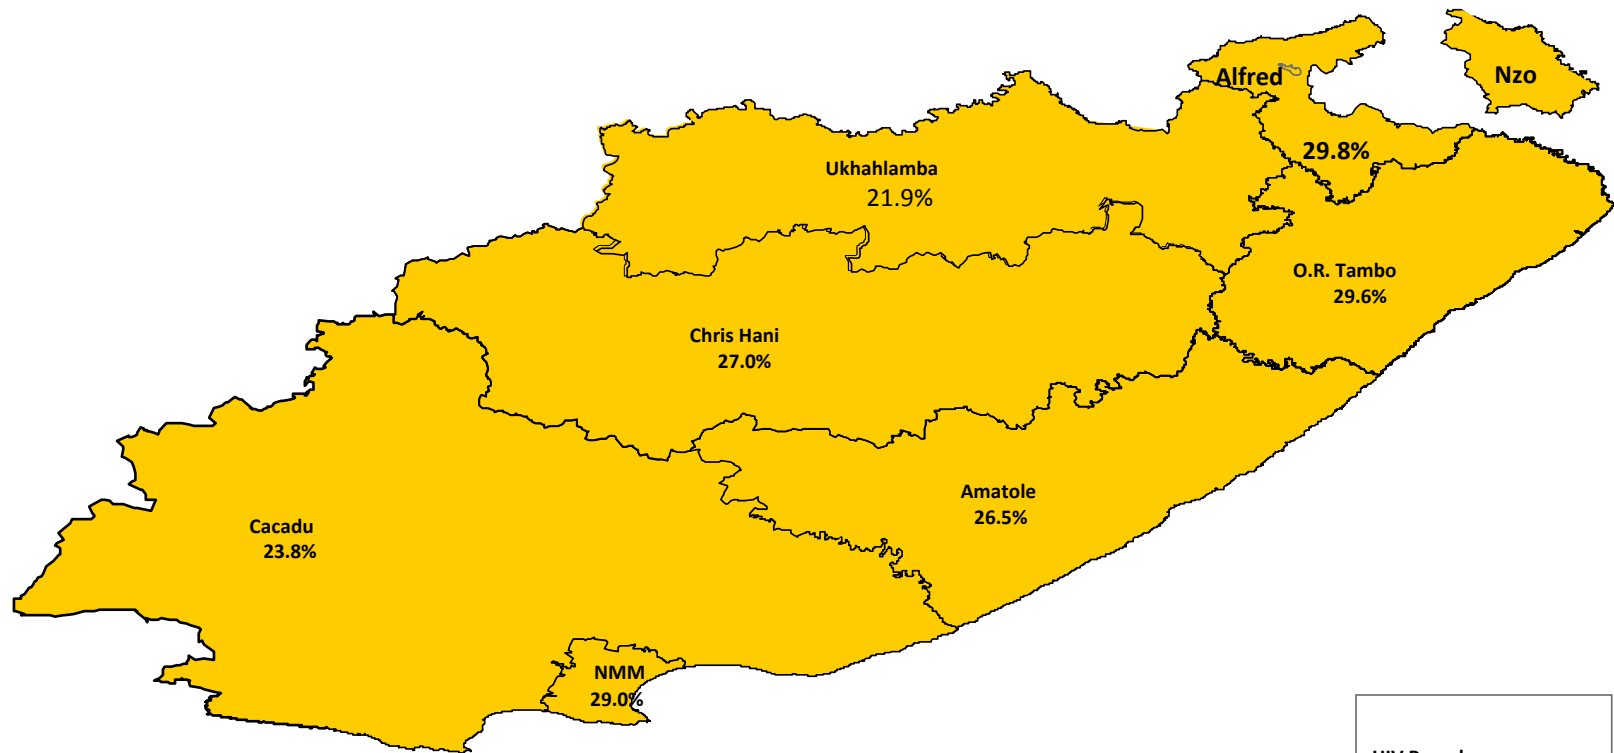 Alfred
Nzo
29.8%
Ukhahlamba
21.9%
O.R. Tambo
29.6%
Chris Hani
27.0%
Amatole
26.5%
Cacadu
23.8%
NMM
29.0%